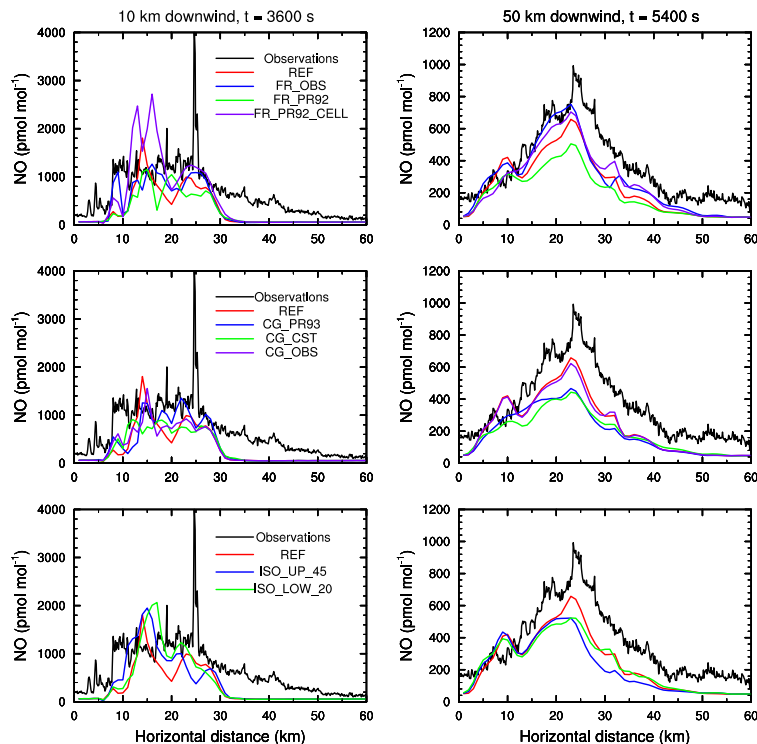 10 km downwind, t = 3600 s
50 km downwind, t = 5400 s
NO (pmol mol⁻¹)
4000
3000
2000
1000
0
0 10 20 30 40 50 60
Observations
REF
FR_OBS
FR_PR92
FR_PR92_CELL
NO (pmol mol⁻¹)
1200
1000
800
600
400
200
0
0 10 20 30 40 50 60
NO (pmol mol⁻¹)
4000
3000
2000
1000
0
0 10 20 30 40 50 60
Observations
REF
CG_PR93
CG_CST
CG_OBS
NO (pmol mol⁻¹)
1200
1000
800
600
400
200
0
0 10 20 30 40 50 60
NO (pmol mol⁻¹)
4000
3000
2000
1000
0
0 10 20 30 40 50 60
Horizontal distance (km)
Observations
REF
ISO_UP_45
ISO_LOW_20
NO (pmol mol⁻¹)
1200
1000
800
600
400
200
0
0 10 20 30 40 50 60
Horizontal distance (km)